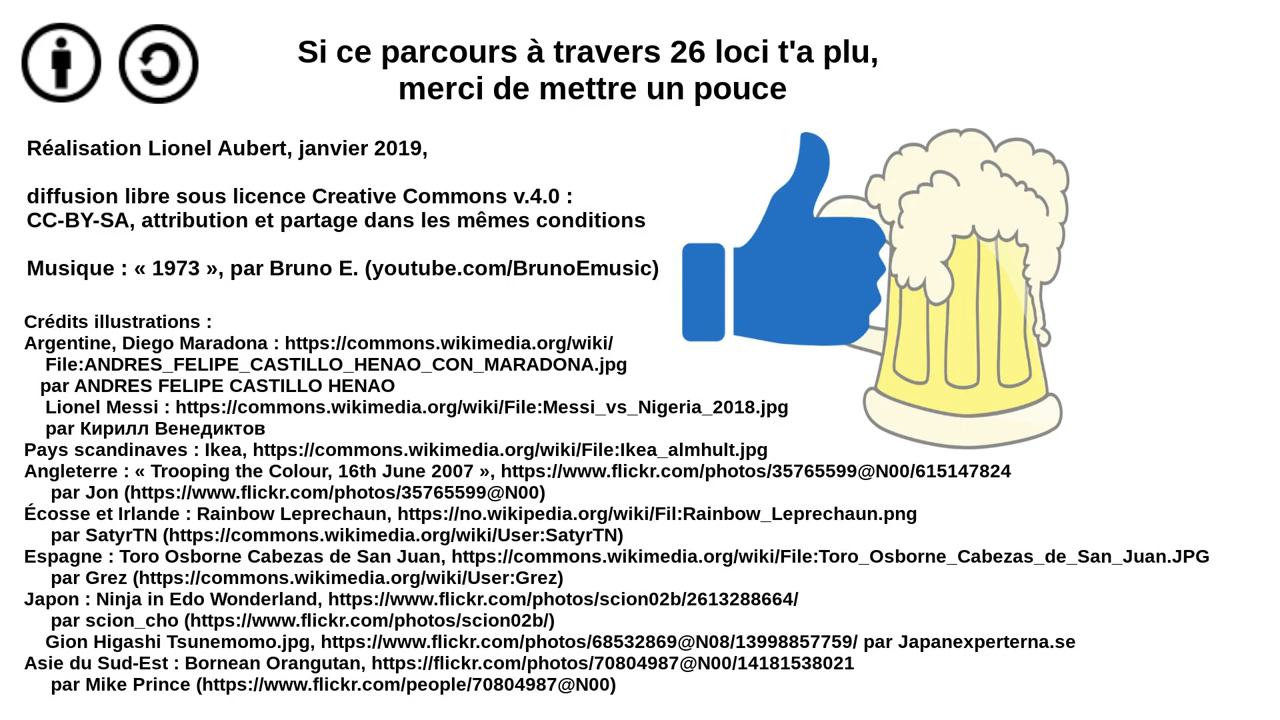 Si ce parcours à travers 26 loci t'a plu,
merci de mettre un pouce
Réalisation Lionel Aubert, janvier 2019,
diffusion libre sous licence Creative Commons v.4.0 :
CC-BY-SA, attribution et partage dans les mêmes conditions
Musique : « 1973 », par Bruno E. (youtube.com/BrunoEmusic)
Crédits illustrations :
Argentine, Diego Maradona : https://commons.wikimedia.org/wiki/
File:ANDRES_FELIPE_CASTILLO_HENAO_CON_MARADONA.jpg
par ANDRES FELIPE CASTILLO HENAO
Lionel Messi : https://commons.wikimedia.org/wiki/File:Messi_vs_Nigeria_2018.jpg
par Кирилл Венедиктов
Pays scandinaves : Ikea, https://commons.wikimedia.org/wiki/File:Ikea_almhult.jpg
Angleterre : « Trooping the Colour, 16th June 2007 », https://www.flickr.com/photos/35765599@N00/615147824
par Jon (https://www.flickr.com/photos/35765599@N00)
Écosse et Irlande : Rainbow Leprechaun, https://no.wikipedia.org/wiki/Fil:Rainbow_Leprechaun.png
par SatyrTN (https://commons.wikimedia.org/wiki/User:SatyrTN)
Espagne : Toro Osborne Cabezas de San Juan, https://commons.wikimedia.org/wiki/File:Toro_Osborne_Cabezas_de_San_Juan.JPG
par Grez (https://commons.wikimedia.org/wiki/User:Grez)
Japon : Ninja in Edo Wonderland, https://www.flickr.com/photos/scion02b/2613288664/
par scion_cho (https://www.flickr.com/photos/scion02b/)
Gion Higashi Tsunemomo.jpg, https://www.flickr.com/photos/68532869@N08/13998857759/ par Japanexperterna.se
Asie du Sud-Est : Bornean Orangutan, https://flickr.com/photos/70804987@N00/14181538021
par Mike Prince (https://www.flickr.com/people/70804987@N00)